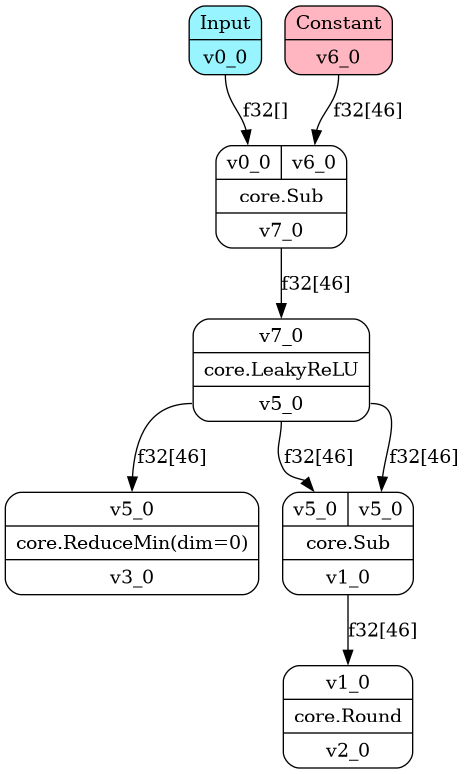 Input
v0_0
Constant
v6_0
f32[]
f32[46]
v0_0
v6_0
core.Sub
v7_0
f32[46]
v7_0
core.LeakyReLU
v5_0
f32[46]
f32[46]
f32[46]
v5_0
core.ReduceMin(dim=0)
v3_0
v5_0
v5_0
core.Sub
v1_0
f32[46]
v1_0
core.Round
v2_0